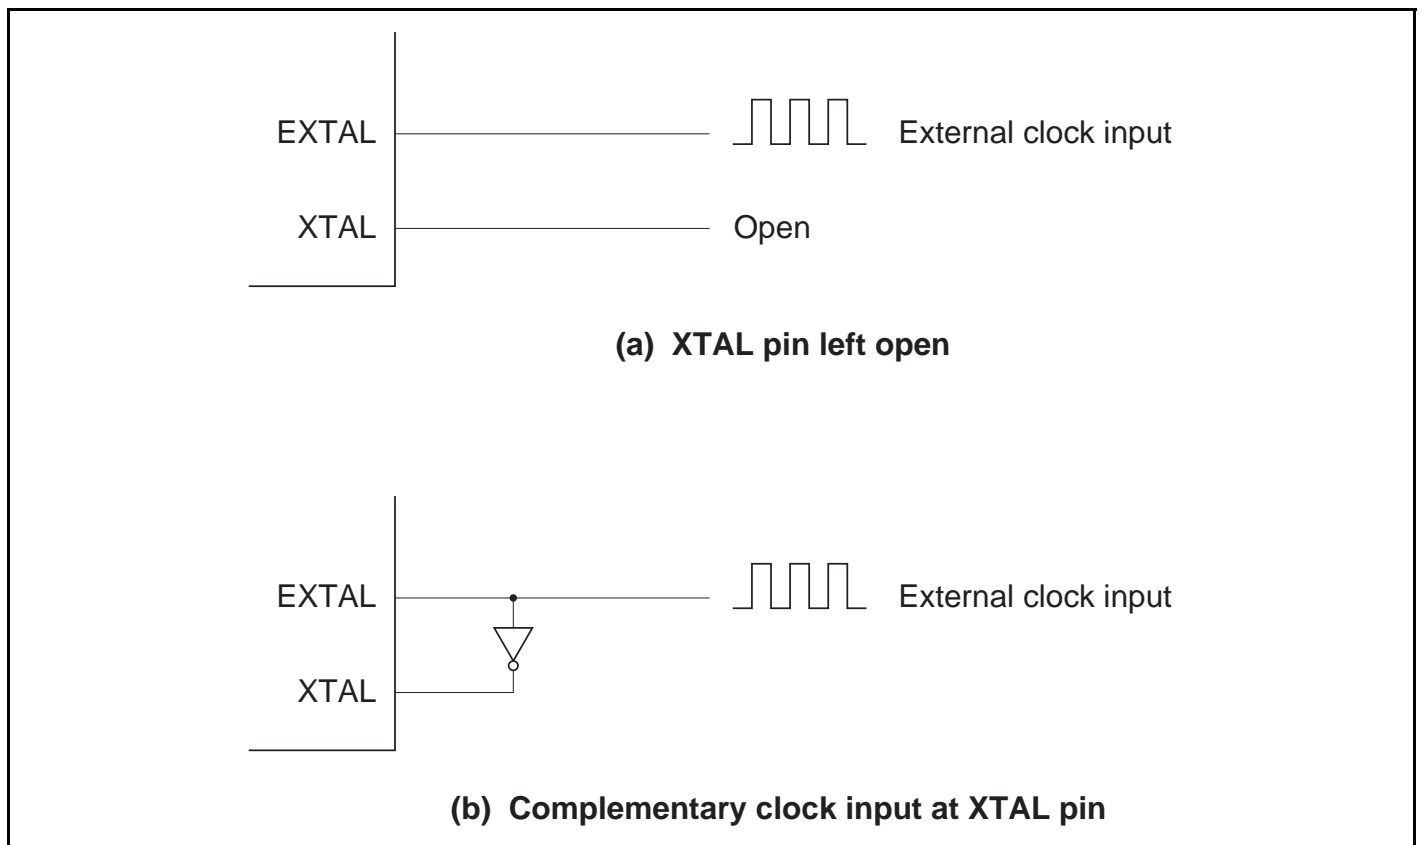 EXTAL External clock input
XTAL Open
(a) XTAL pin left open
EXTAL External clock input
XTAL
(b) Complementary clock input at XTAL pin